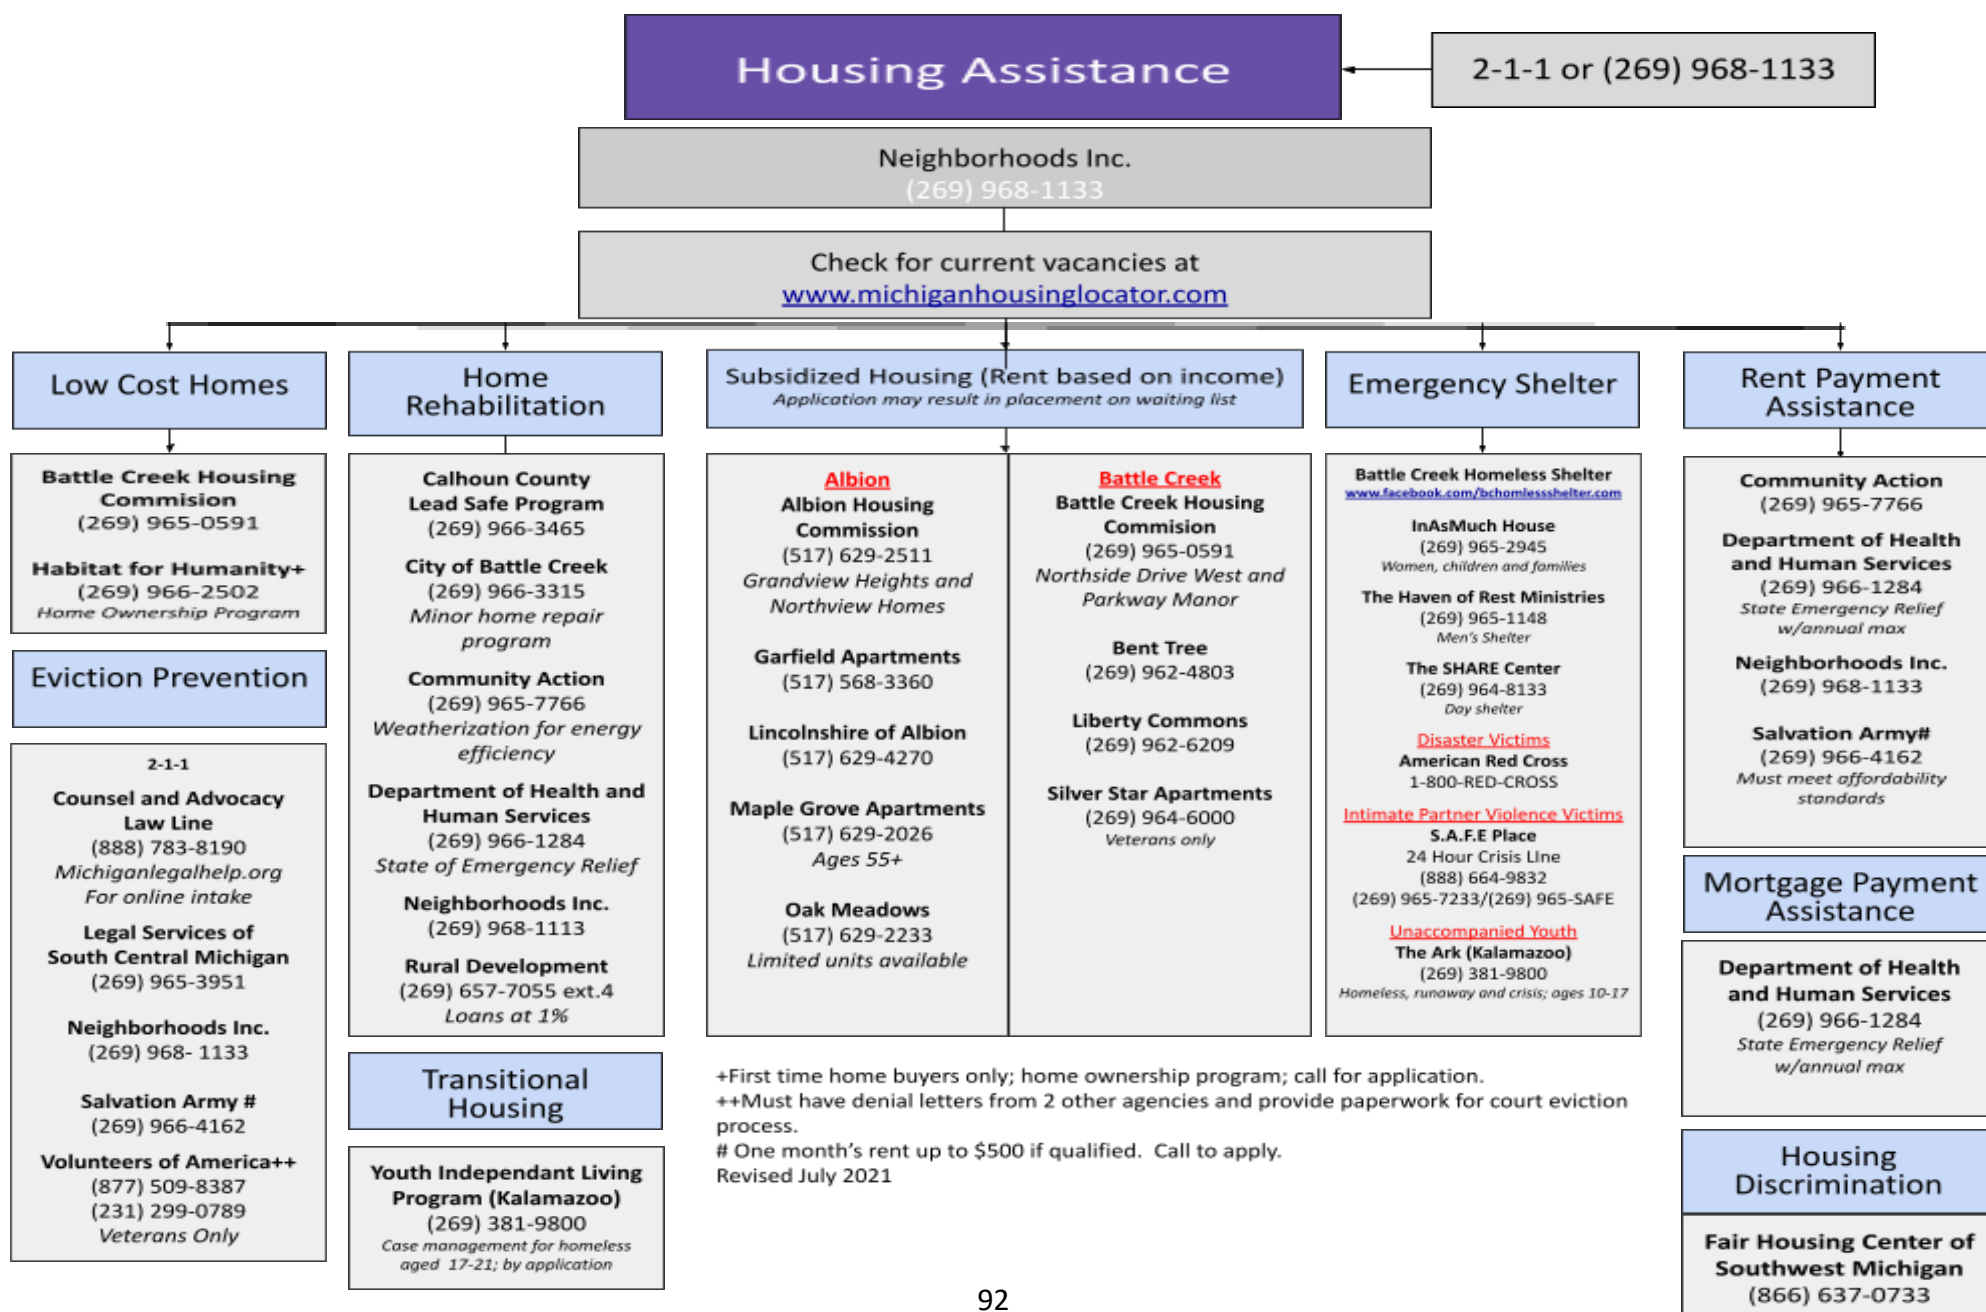 Housing Assistance
2-1-1 or (269) 968-1133
Neighborhoods Inc.
(269) 968-1133
Check for current vacancies at
www.michiganhousinglocator.com
Low Cost Homes
Battle Creek Housing
Commision
(269) 965-0591
Habitat for Humanity+
(269) 966-2502
Home Ownership Program
Eviction Prevention
2-1-1
Counsel and Advocacy
Law Line
(888) 783-8190
Michiganlegalhelp.org
For online intake
Legal Services of
South Central Michigan
(269) 965-3951
Neighborhoods Inc.
(269) 968- 1133
Salvation Army #
(269) 966-4162
Volunteers of America++
(877) 509-8387
(231) 299-0789
Veterans Only
Home
Rehabilitation
Calhoun County
Lead Safe Program
(269) 966-3465
City of Battle Creek
(269) 966-3315
Minor home repair
program
Community Action
(269) 965-7766
Weatherization for energy
efficiency
Department of Health and
Human Services
(269) 966-1284
State of Emergency Relief
Neighborhoods Inc.
(269) 968-1113
Rural Development
(269) 657-7055 ext.4
Loans at 1%
Transitional
Housing
Youth Independant Living
Program (Kalamazoo)
(269) 381-9800
Case management for homeless
aged 17-21; by application
Subsidized Housing (Rent based on income)
Application may result in placement on waiting list
Albion
Albion Housing
Commission
(517) 629-2511
Grandview Heights and
Northview Homes
Garfield Apartments
(517) 568-3360
Lincolnshire of Albion
(517) 629-4270
Maple Grove Apartments
(517) 629-2026
Ages 55+
Oak Meadows
(517) 629-2233
Limited units available
Battle Creek
Battle Creek Housing
Commision
(269) 965-0591
Northside Drive West and
Parkway Manor
Bent Tree
(269) 962-4803
Liberty Commons
(269) 962-6209
Silver Star Apartments
(269) 964-6000
Veterans only
Emergency Shelter
Battle Creek Homeless Shelter
www.facebook.com/bchomlessshelter.com
InAsMuch House
(269) 965-2945
Women, children and families
The Haven of Rest Ministries
(269) 965-1148
Men's Shelter
The SHARE Center
(269) 964-8133
Day shelter
Disaster Victims
American Red Cross
1-800-RED-CROSS
Intimate Partner Violence Victims
S.A.F.E Place
24 Hour Crisis LIne
(888) 664-9832
(269) 965-7233/(269) 965-SAFE
Unaccompanied Youth
The Ark (Kalamazoo)
(269) 381-9800
Homeless, runaway and crisis; ages 10-17
Rent Payment
Assistance
Community Action
(269) 965-7766
Department of Health
and Human Services
(269) 966-1284
State Emergency Relief
w/annual max
Neighborhoods Inc.
(269) 968-1133
Salvation Army#
(269) 966-4162
Must meet affordability
standards
Mortgage Payment
Assistance
Department of Health
and Human Services
(269) 966-1284
State Emergency Relief
w/annual max
Housing
Discrimination
Fair Housing Center of
Southwest Michigan
(866) 637-0733
+First time home buyers only; home ownership program; call for application.
++Must have denial letters from 2 other agencies and provide paperwork for court eviction
process.
# One month's rent up to $500 if qualified. Call to apply.
Revised July 2021
92